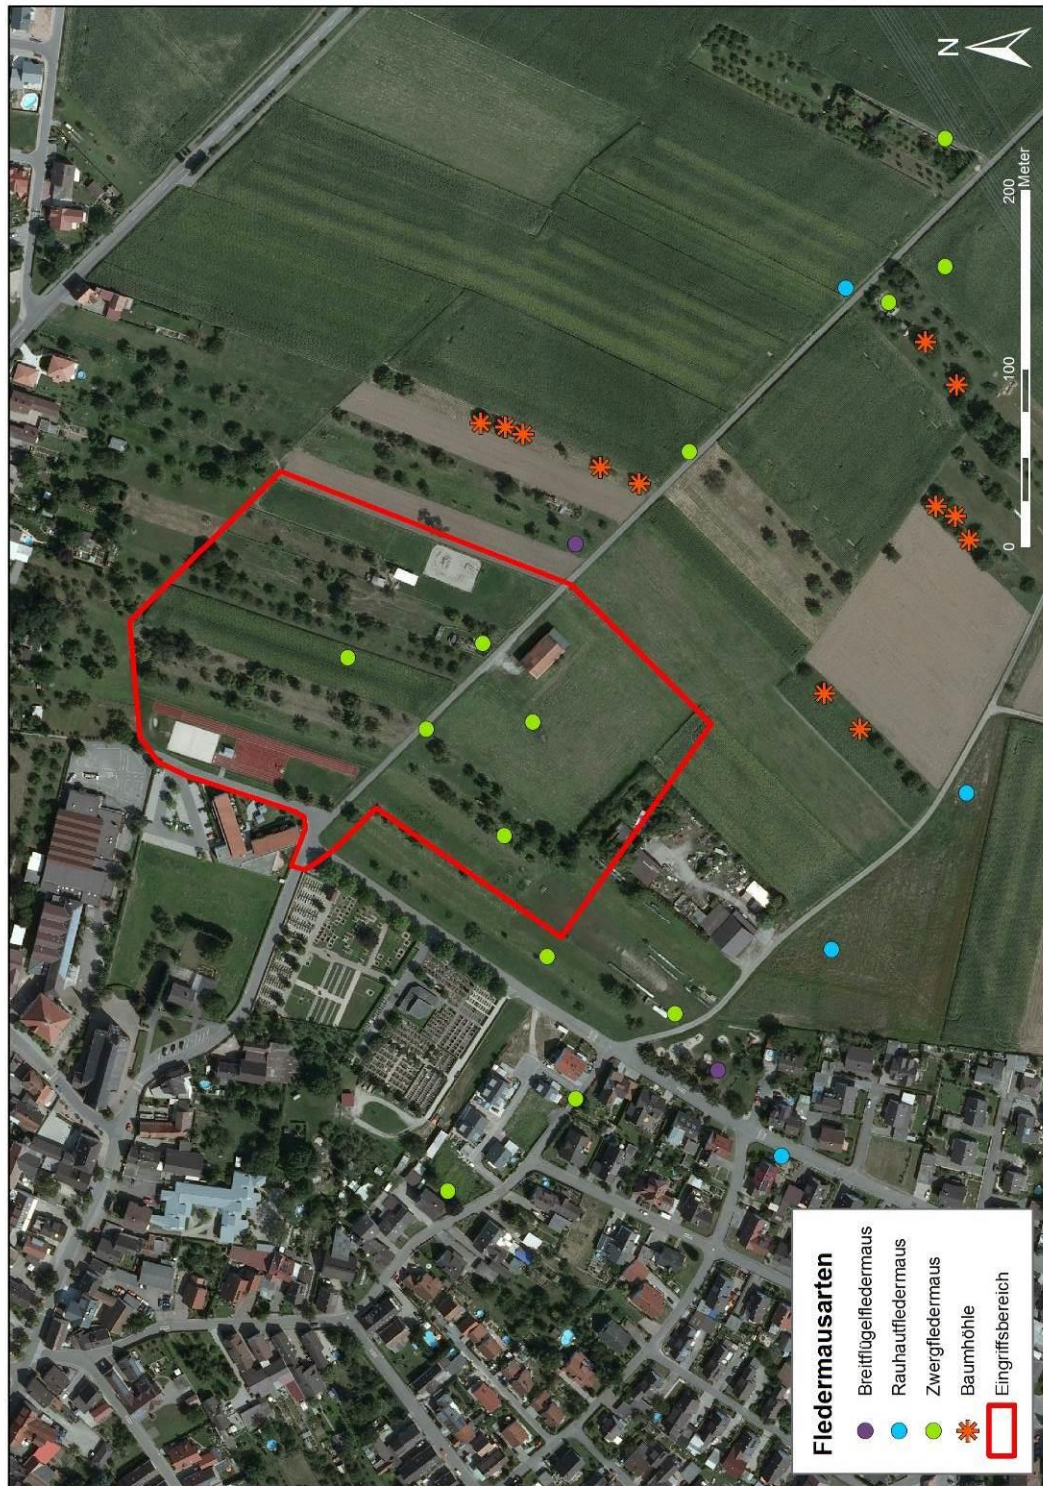 N
0 100 200
Meter
Fledermausarten
Breitflügelfledermaus
Rauhautfledermaus
Zwergfledermaus
Baumhöhle
Eingriffsbereich